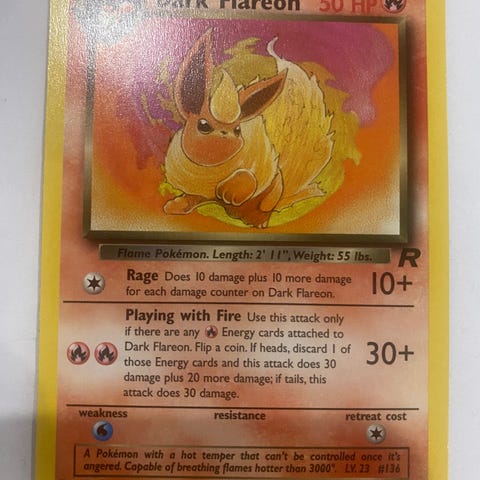 Dark Flareon 50 HP
Flame Pokémon. Length: 2' 11", Weight: 55 lbs.
R
Rage Does 10 damage plus 10 more damage
for each damage counter on Dark Flareon.
10+
Playing with Fire Use this attack only
if there are any Energy cards attached to
Dark Flareon. Flip a coin. If heads, discard 1 of
those Energy cards and this attack does 30
damage plus 20 more damage; if tails, this
attack does 30 damage.
30+
weakness resistance retreat cost
A Pokémon with a hot temper that can't be controlled once it's
angered. Capable of breathing flames hotter than 3000°. LV. 23 #136